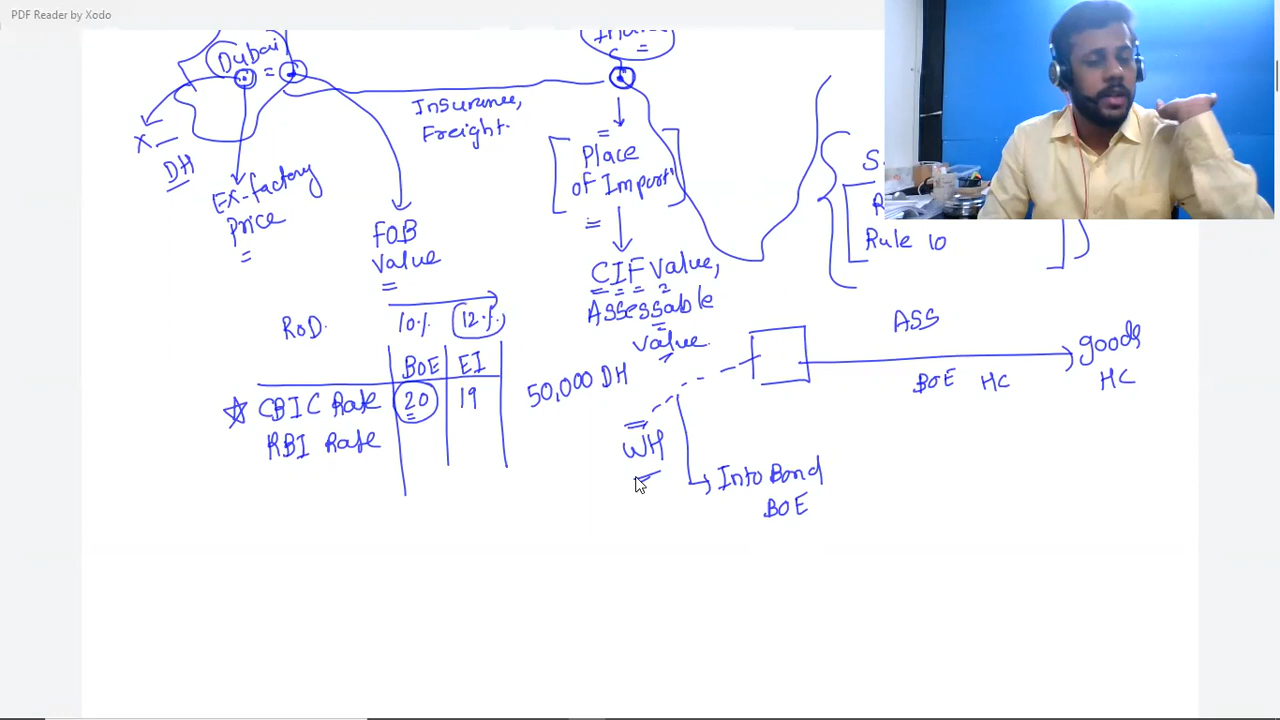 PDF Reader by Xodo
Dubai
=
Insurance,
Freight.
X
DH
Ex-factory
Price
=
FOB
Value
=
=
Place
of Import
=
CIF Value,
Assessable
Value.
Rule 10
ROD.
10%
12%
BOE
EI
CBIC Rate
20
19
RBI Rate
50,000 DH
ASS
BOE HC
goods
HC
WH
Into Bond
BOE